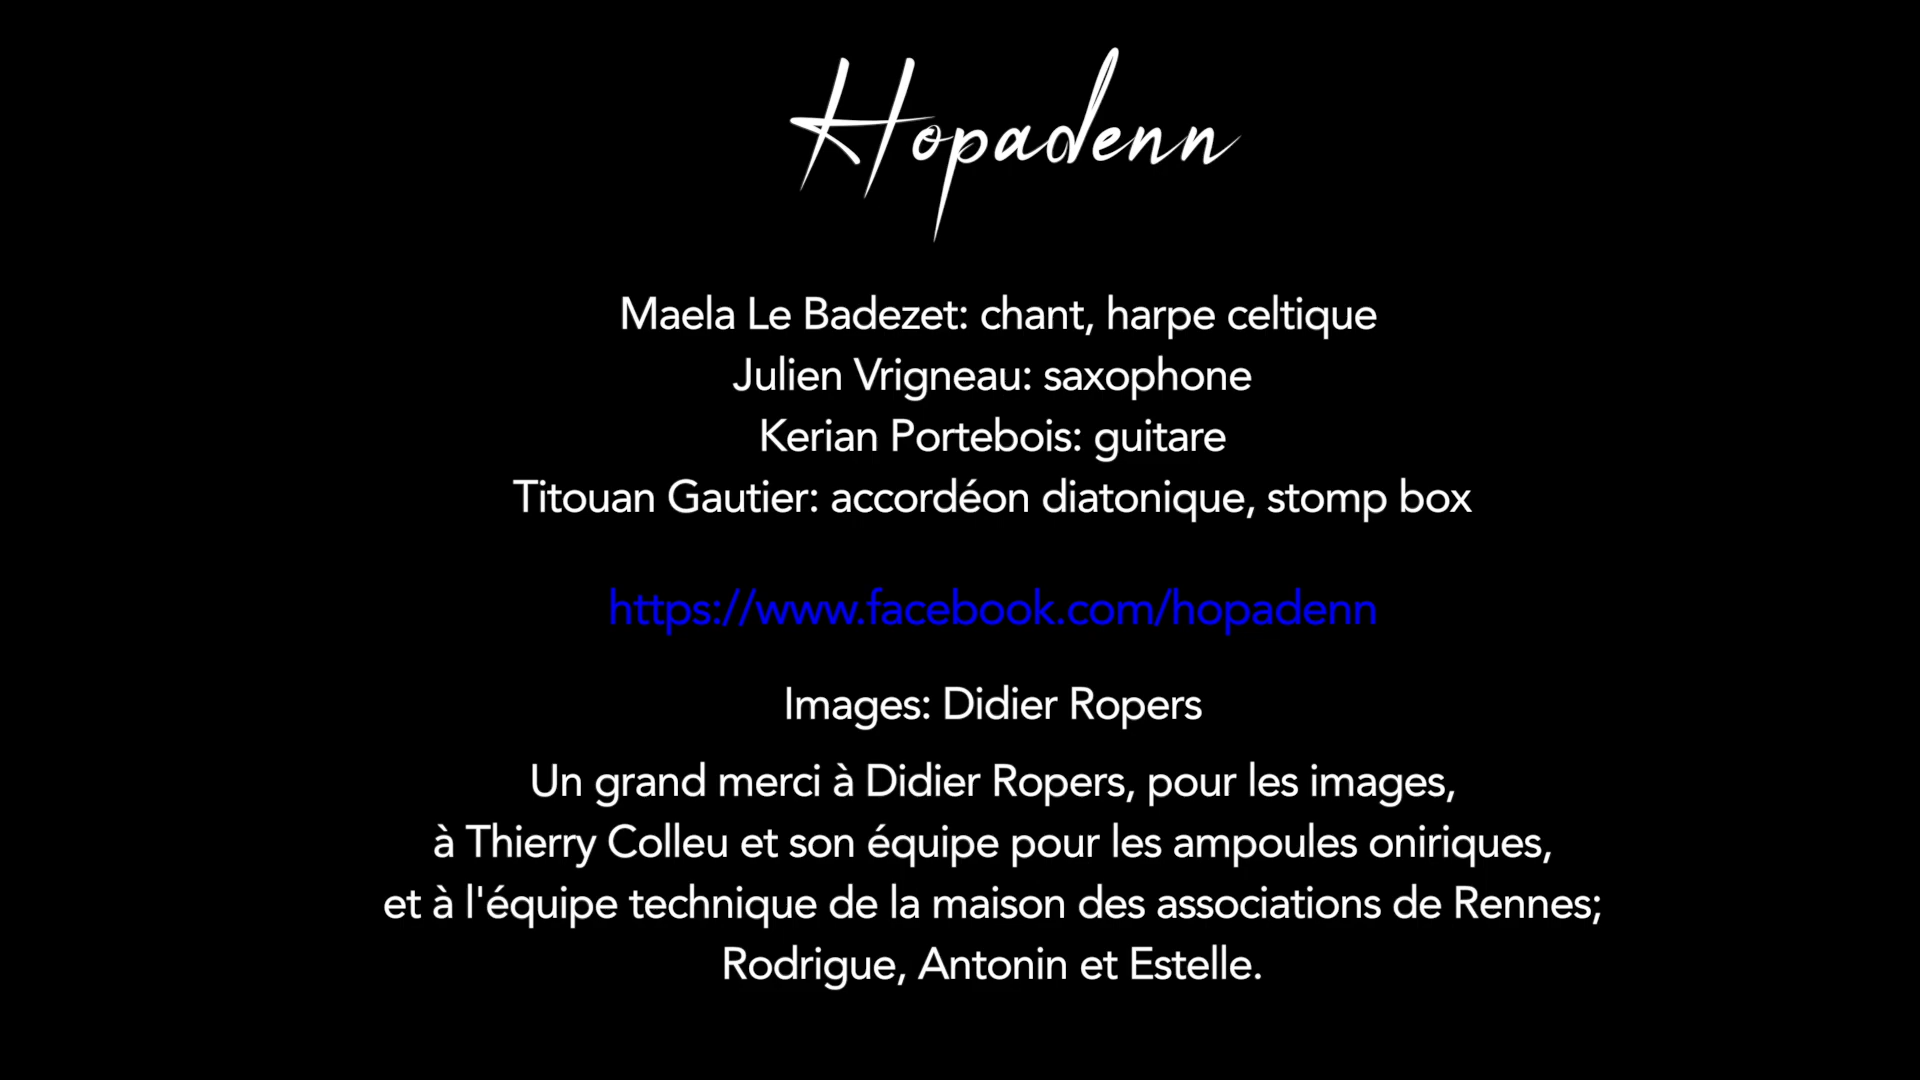 Hopadenn
Maela Le Badezet: chant, harpe celtique
Julien Vrigneau: saxophone
Kerian Portebois: guitare
Titouan Gautier: accordéon diatonique, stomp box
https://www.facebook.com/hopadenn
Images: Didier Ropers
Un grand merci à Didier Ropers, pour les images,
à Thierry Colleu et son équipe pour les ampoules oniriques,
et à l'équipe technique de la maison des associations de Rennes;
Rodrigue, Antonin et Estelle.